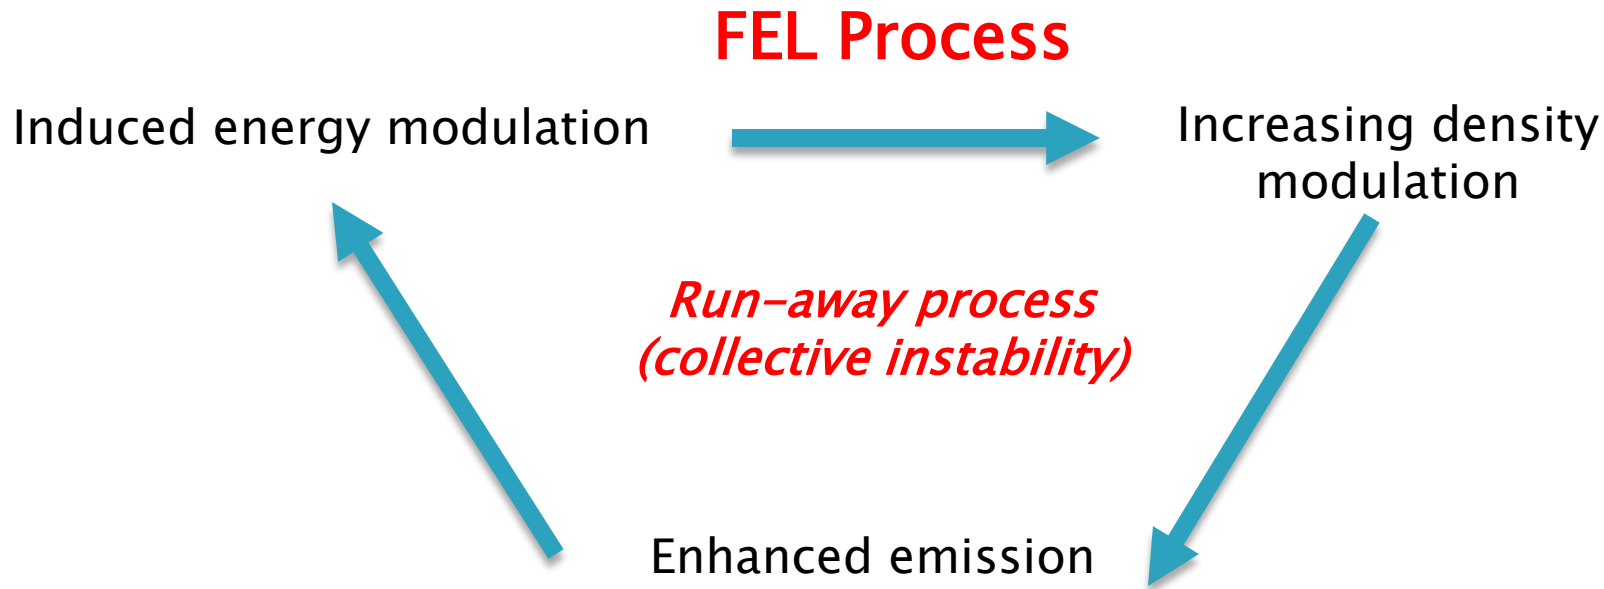 FEL Process
Induced energy modulation
Increasing density
modulation
Run-away process
(collective instability)
Enhanced emission